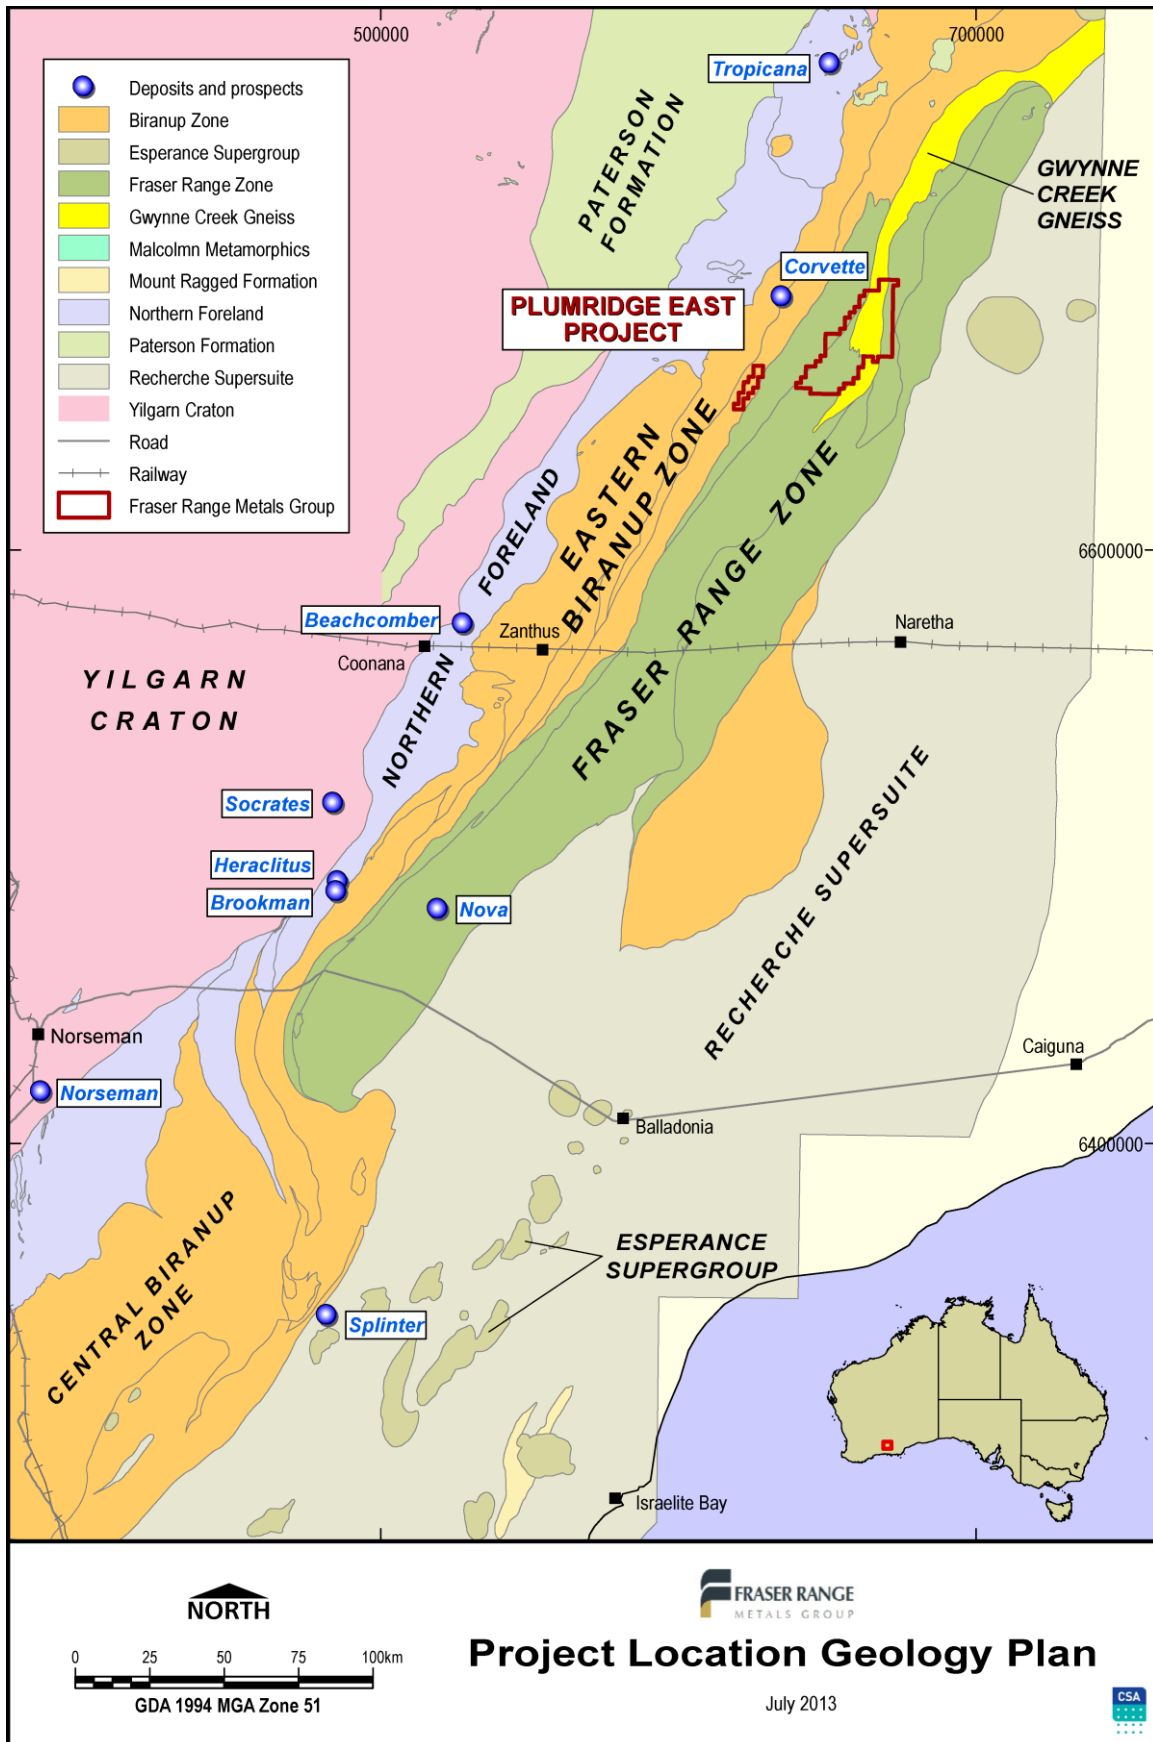 500000
700000
Deposits and prospects
Biranup Zone
Esperance Supergroup
Fraser Range Zone
Gwynne Creek Gneiss
Malcolmn Metamorphics
Mount Ragged Formation
Northern Foreland
Paterson Formation
Recherche Supersuite
Yilgarn Craton
Road
Railway
Fraser Range Metals Group
Tropicana
PATERSON
FORMATION
GWYNNE
CREEK
GNEISS
Corvette
PLUMRIDGE EAST
PROJECT
EASTERN
BIRANUP ZONE
FRASER RANGE ZONE
NORTHERN FORELAND
6600000
Beachcomber
Zanthus
Naretha
Coonana
YILGARN
CRATON
Socrates
Heraclitus
Brookman
Nova
RECHERCHE SUPERSUITE
Norseman
Caiguna
Norseman
Balladonia
6400000
CENTRAL BIRANUP
ZONE
ESPERANCE
SUPERGROUP
Splinter
Israelite Bay
NORTH
0 25 50 75 100km
GDA 1994 MGA Zone 51
FRASER RANGE
METALS GROUP
Project Location Geology Plan
July 2013
CSA